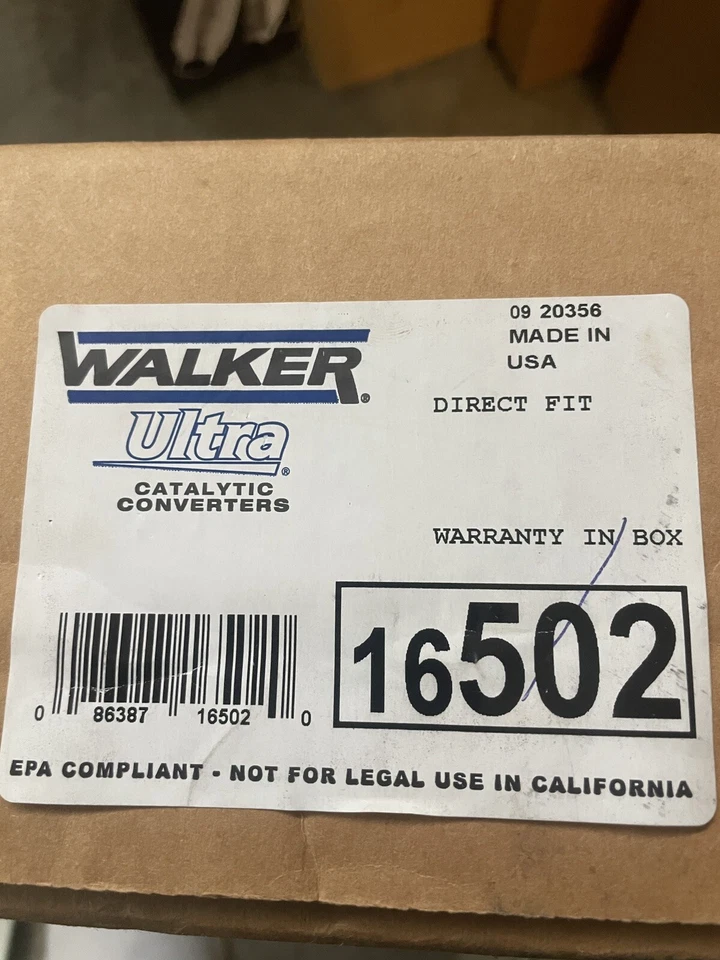 09 20356
MADE IN
USA
WALKER®
Ultra®
CATALYTIC
CONVERTERS
DIRECT FIT
WARRANTY IN BOX
16502
0 86387 16502 0
EPA COMPLIANT - NOT FOR LEGAL USE IN CALIFORNIA